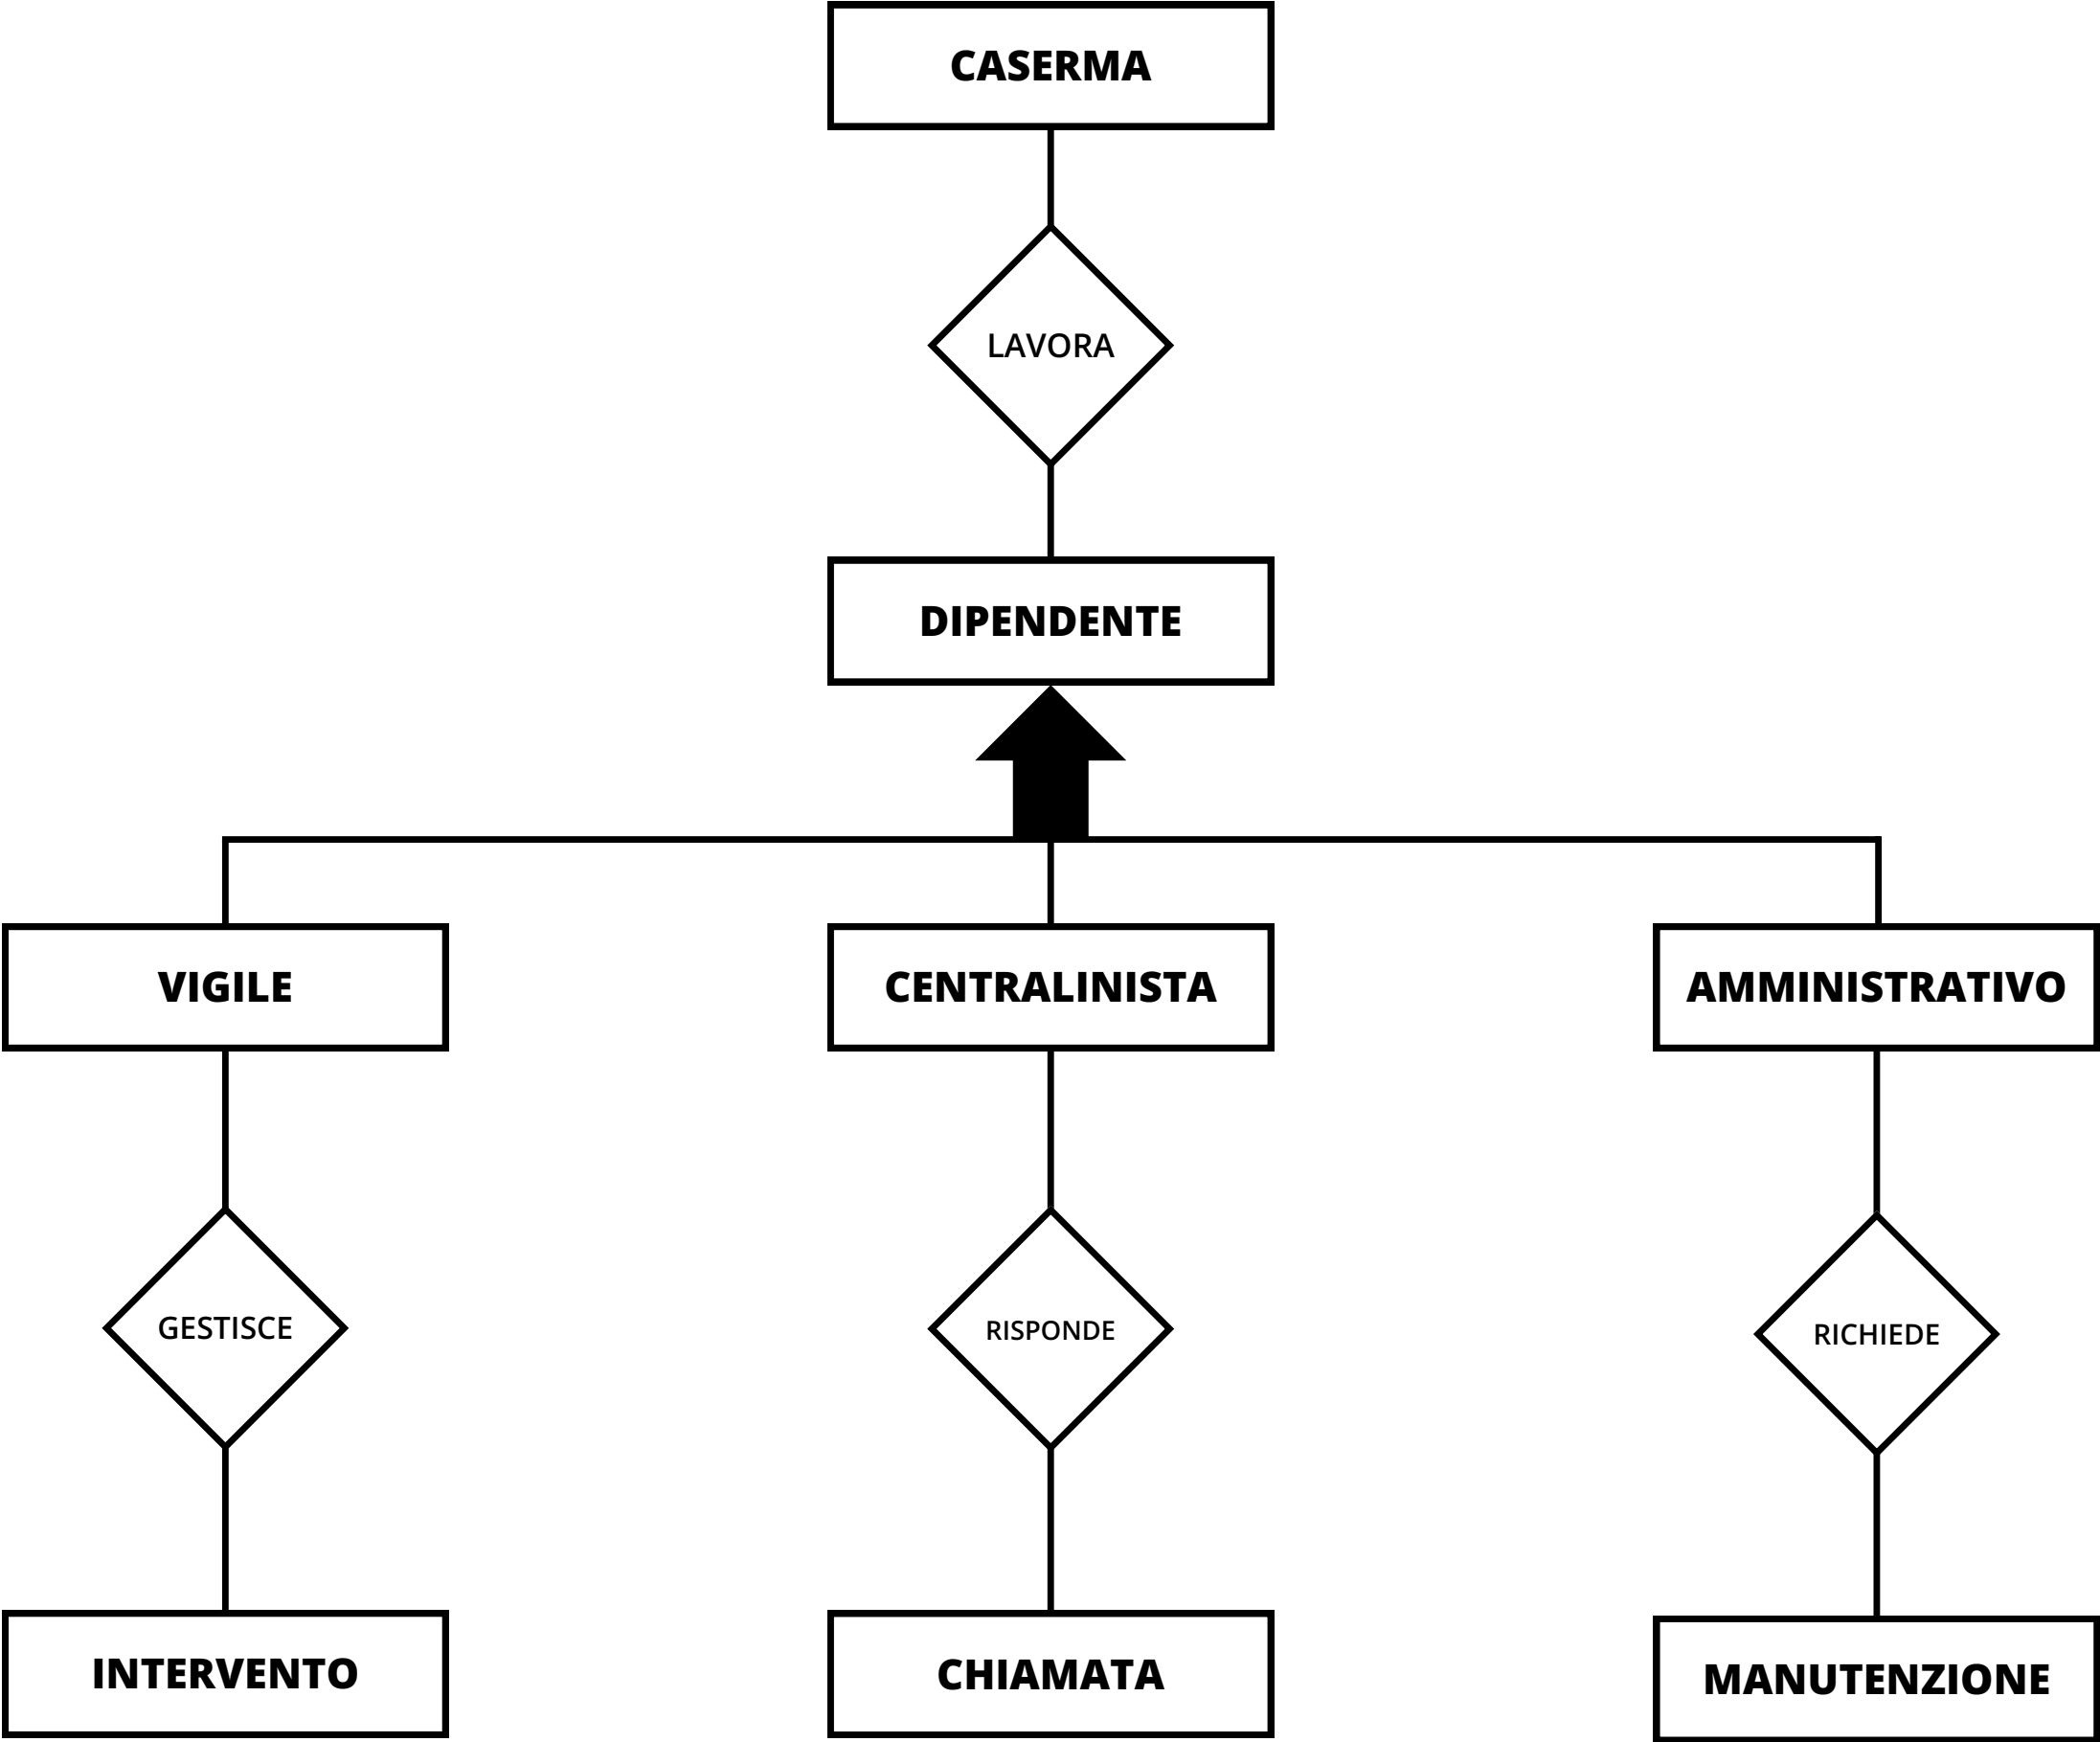 CASERMA
LAVORA
DIPENDENTE
VIGILE
CENTRALINISTA
AMMINISTRATIVO
GESTISCE
RISPONDE
RICHIEDE
INTERVENTO
CHIAMATA
MANUTENZIONE